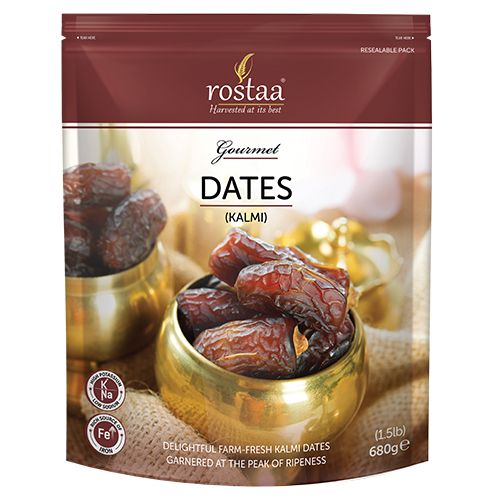 TEAR HERE
TEAR HERE
RESEALABLE PACK
rostaa®
Harvested at its best
Gourmet
DATES
(KALMI)
HIGH POTASSIUM
K
Na
LOW SODIUM
RICH SOURCE OF
Fe
IRON
DELIGHTFUL FARM-FRESH KALMI DATES
GARNERED AT THE PEAK OF RIPENESS
(1.5lb)
680g℮